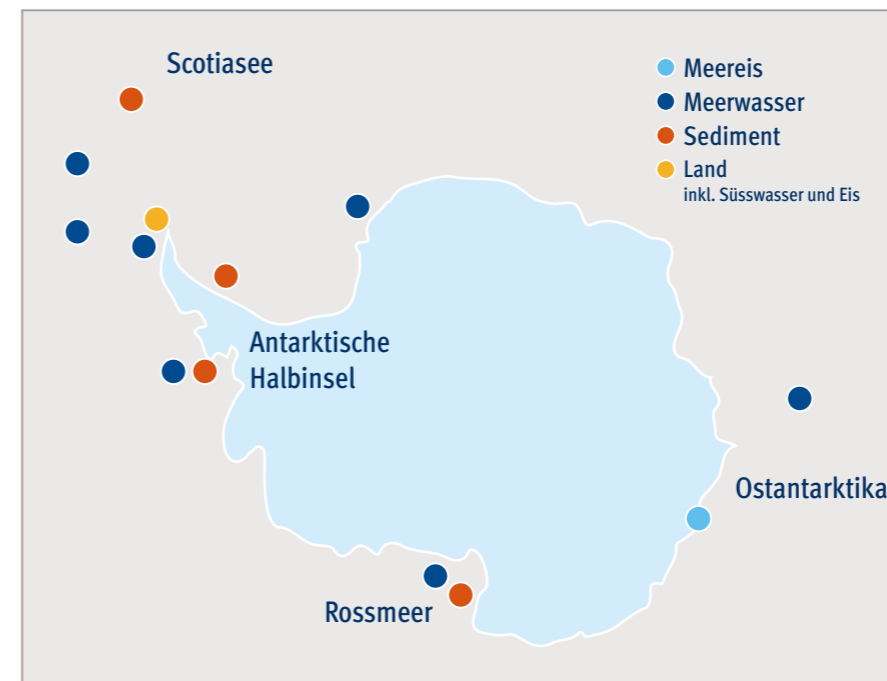 Scotiasee
Meereis
Meerwasser
Sediment
Land
inkl. Süsswasser und Eis
Antarktische
Halbinsel
Ostantarktika
Rossmeer